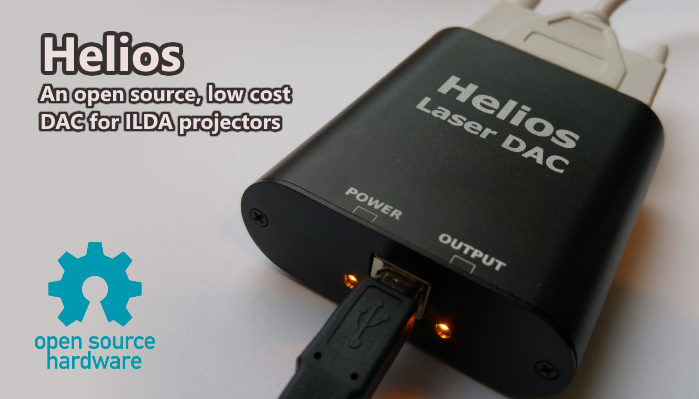 Helios
An open source, low cost
DAC for ILDA projectors
Helios
Laser DAC
POWER
OUTPUT
open source
hardware